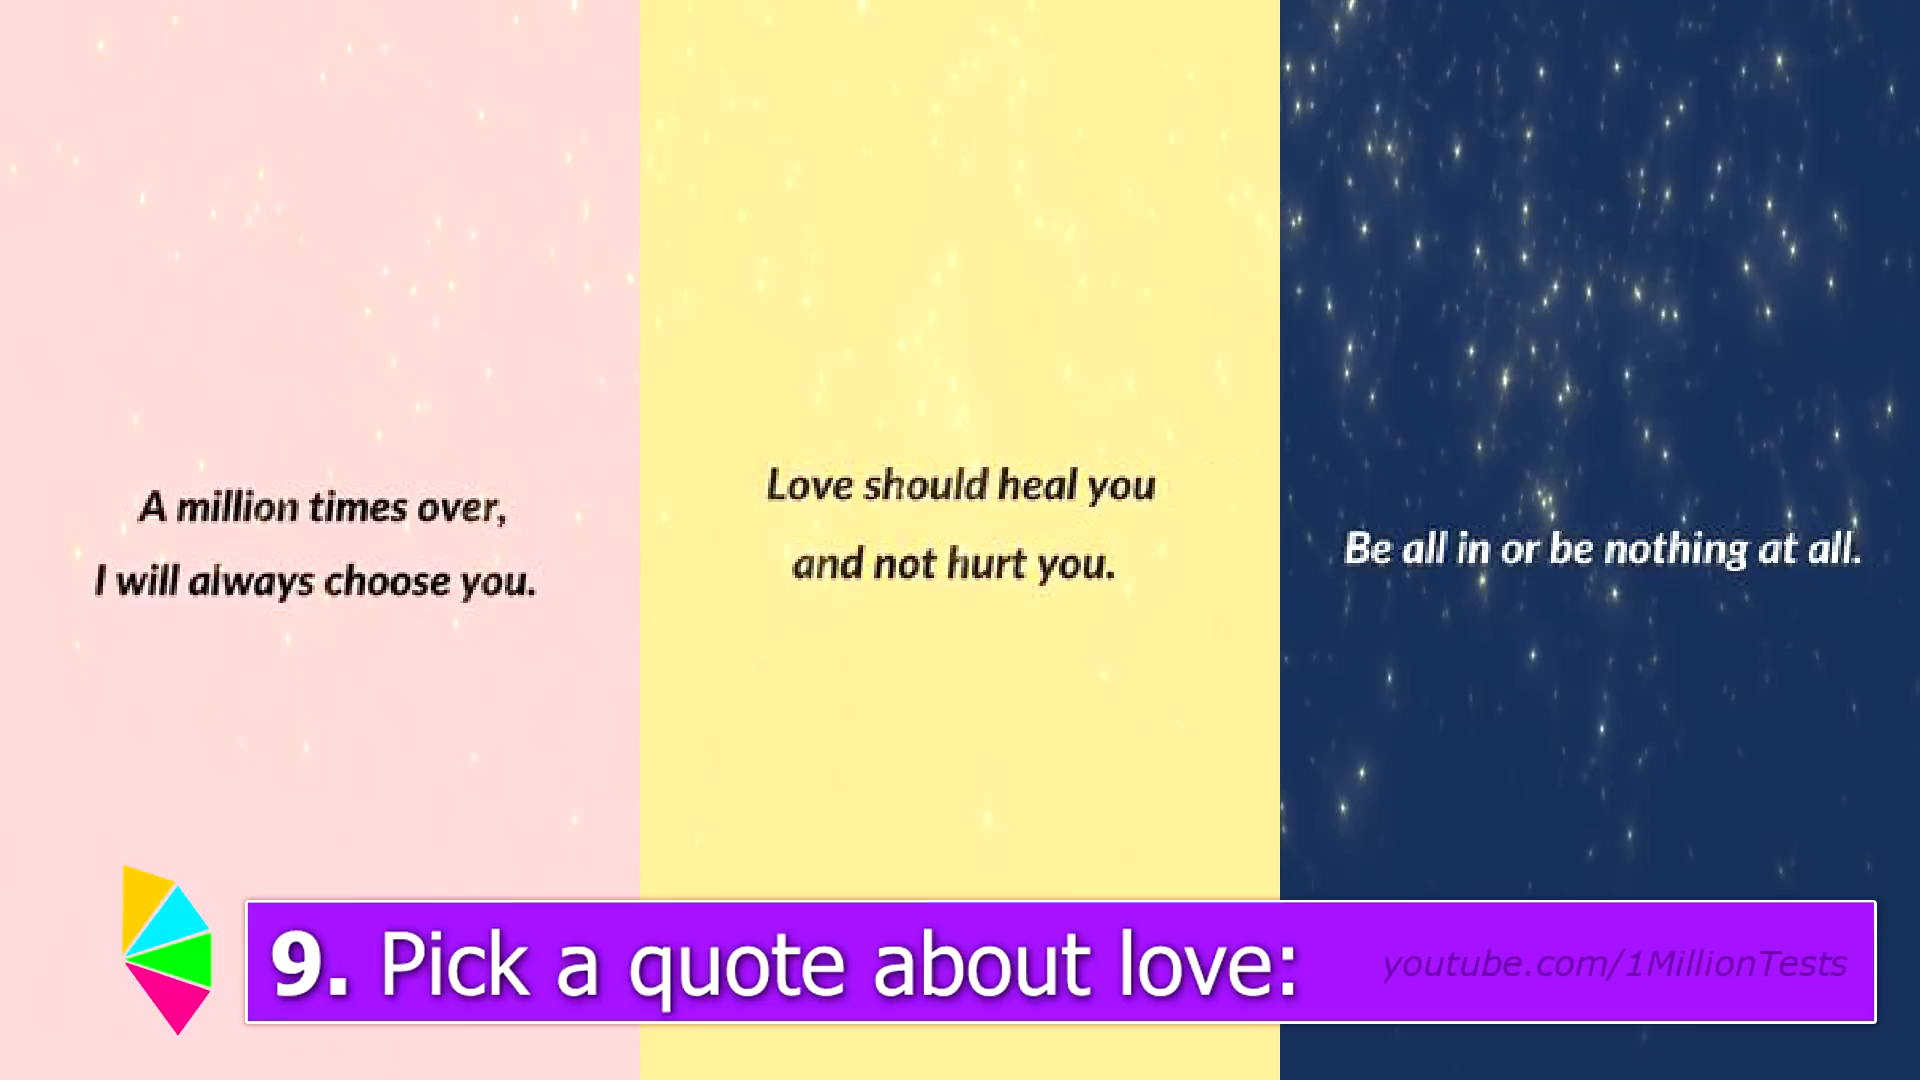 A million times over,
I will always choose you.
Love should heal you
and not hurt you.
Be all in or be nothing at all.
9. Pick a quote about love:
youtube.com/1MillionTests